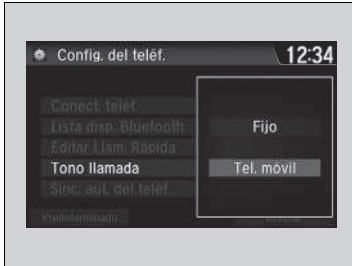 Config. del teléf.
12:34
Conect. teléf.
Lista disp. Bluetooth
Editar Llam. Rápida
Tono llamada
Sinc. aut. del teléf.
Fijo
Tel. móvil
Predeterminado